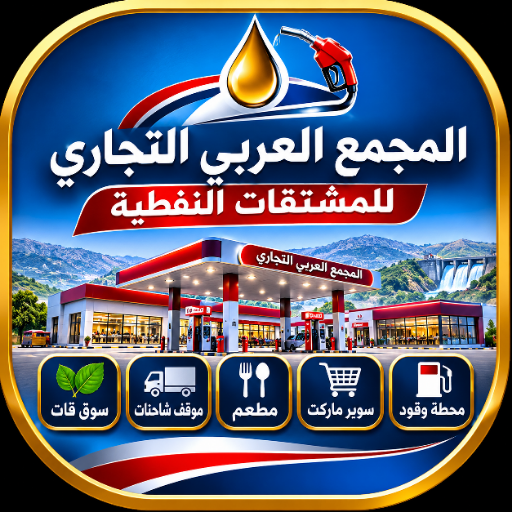 المجمع العربي التجاري
للمشتقات النفطية
المجمع العربي التجاري
محطة وقود
سوبر ماركت
مطعم
موقف شاحنات
سوق قات